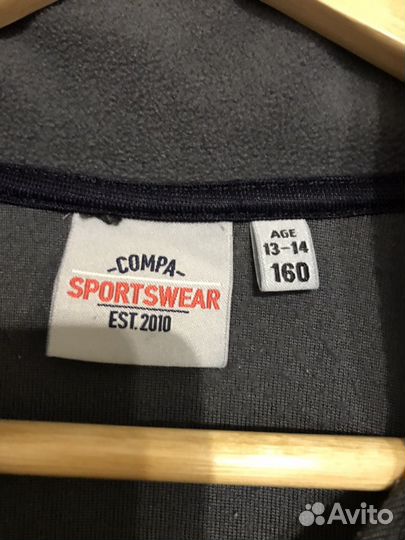 -COMPA-
SPORTSWEAR
EST. 2010
AGE
13-14
160
Avito